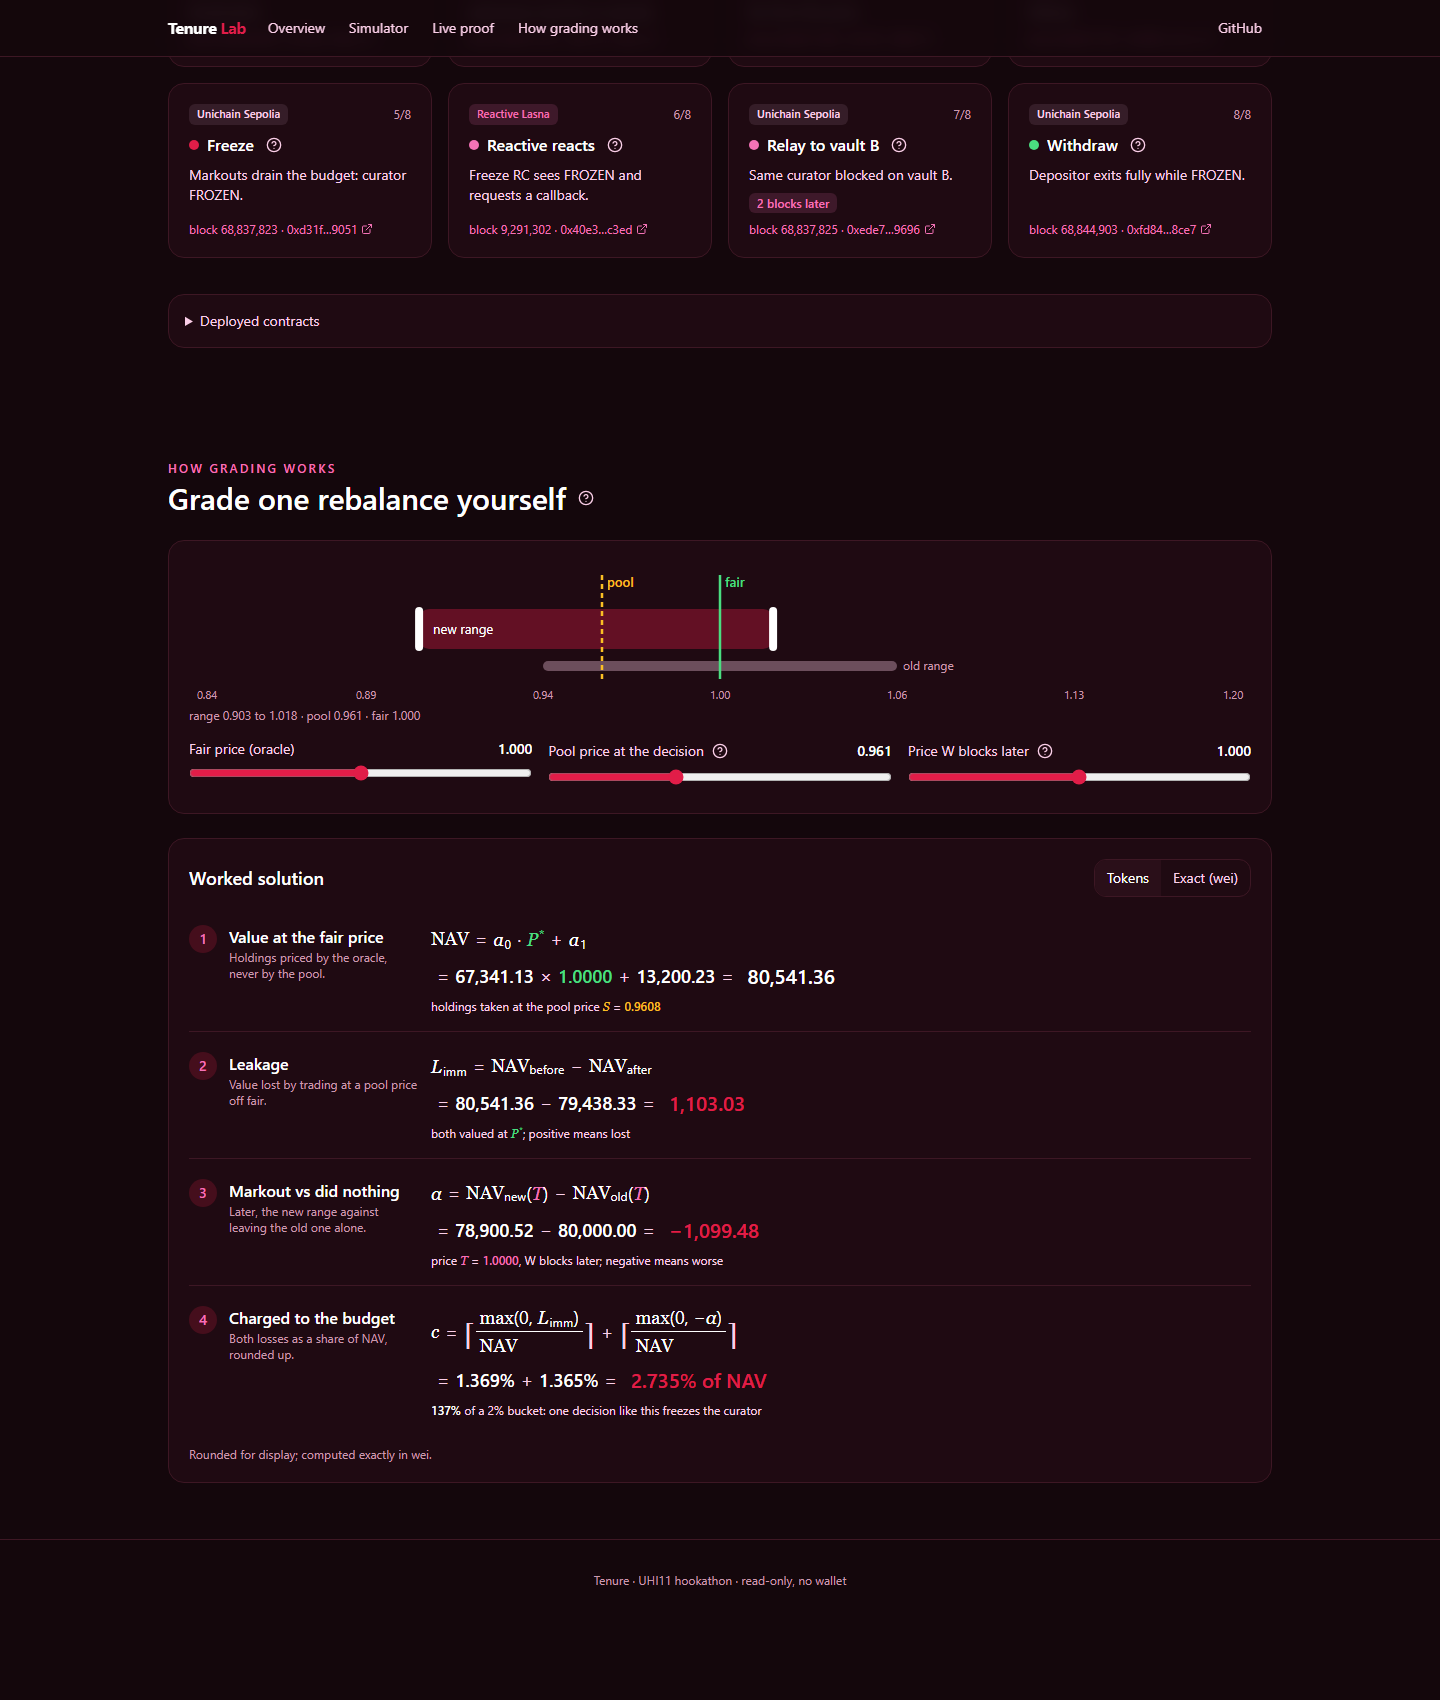 Tenure Lab Overview Simulator Live proof How grading works GitHub
Unichain Sepolia 5/8
Freeze
Markouts drain the budget: curator
FROZEN.
block 68,837,823 · 0xd31f...9051
Reactive Lasna 6/8
Reactive reacts
Freeze RC sees FROZEN and
requests a callback.
block 9,291,302 · 0x40e3...c3ed
Unichain Sepolia 7/8
Relay to vault B
Same curator blocked on vault B.
2 blocks later
block 68,837,825 · 0xede7...9696
Unichain Sepolia 8/8
Withdraw
Depositor exits fully while FROZEN.
block 68,844,903 · 0xfd84...8ce7
Deployed contracts
HOW GRADING WORKS
Grade one rebalance yourself
pool fair
new range
old range
0.84 0.89 0.94 1.00 1.06 1.13 1.20
range 0.903 to 1.018 · pool 0.961 · fair 1.000
Fair price (oracle) 1.000
Pool price at the decision 0.961
Price W blocks later 1.000
Worked solution
Tokens Exact (wei)
1 Value at the fair price
Holdings priced by the oracle,
never by the pool.
NAV = a₀ · P* + a₁
= 67,341.13 × 1.0000 + 13,200.23 = 80,541.36
holdings taken at the pool price S = 0.9608
2 Leakage
Value lost by trading at a pool price
off fair.
L_imm = NAV_before − NAV_after
= 80,541.36 − 79,438.33 = 1,103.03
both valued at P*; positive means lost
3 Markout vs did nothing
Later, the new range against
leaving the old one alone.
α = NAV_new(T) − NAV_old(T)
= 78,900.52 − 80,000.00 = −1,099.48
price T = 1.0000, W blocks later; negative means worse
4 Charged to the budget
Both losses as a share of NAV,
rounded up.
c = ⌈max(0, L_imm) / NAV⌉ + ⌈max(0, −α) / NAV⌉
= 1.369% + 1.365% = 2.735% of NAV
137% of a 2% bucket: one decision like this freezes the curator
Rounded for display; computed exactly in wei.
Tenure · UHI11 hookathon · read-only, no wallet